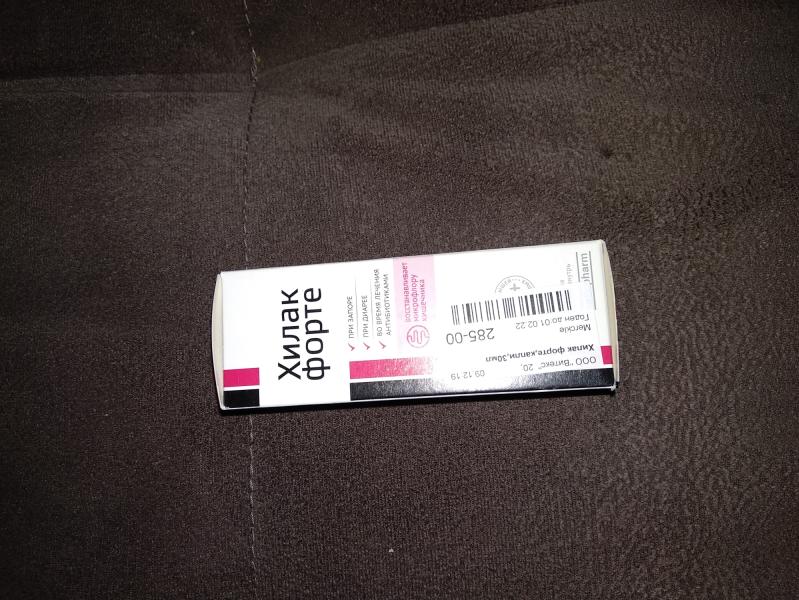 Хилак
форте
ПРИ ЗАПОРЕ
ПРИ ДИАРЕЕ
ВО ВРЕМЯ ЛЕЧЕНИЯ
АНТИБИОТИКАМИ
восстанавливает
микрофлору
кишечника
ООО "Витекс", 20,
09.12.19
Хилак форте,капли,30мл
285-00
Merckle
Годен до 01.02.22
pharm